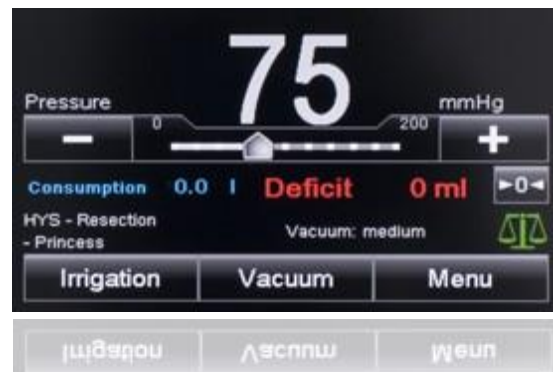 75
Pressure mmHg
0 200
Consumption 0.0 l Deficit 0 ml ►0◄
HYS - Resection
- Princess
Vacuum: medium
Irrigation Vacuum Menu